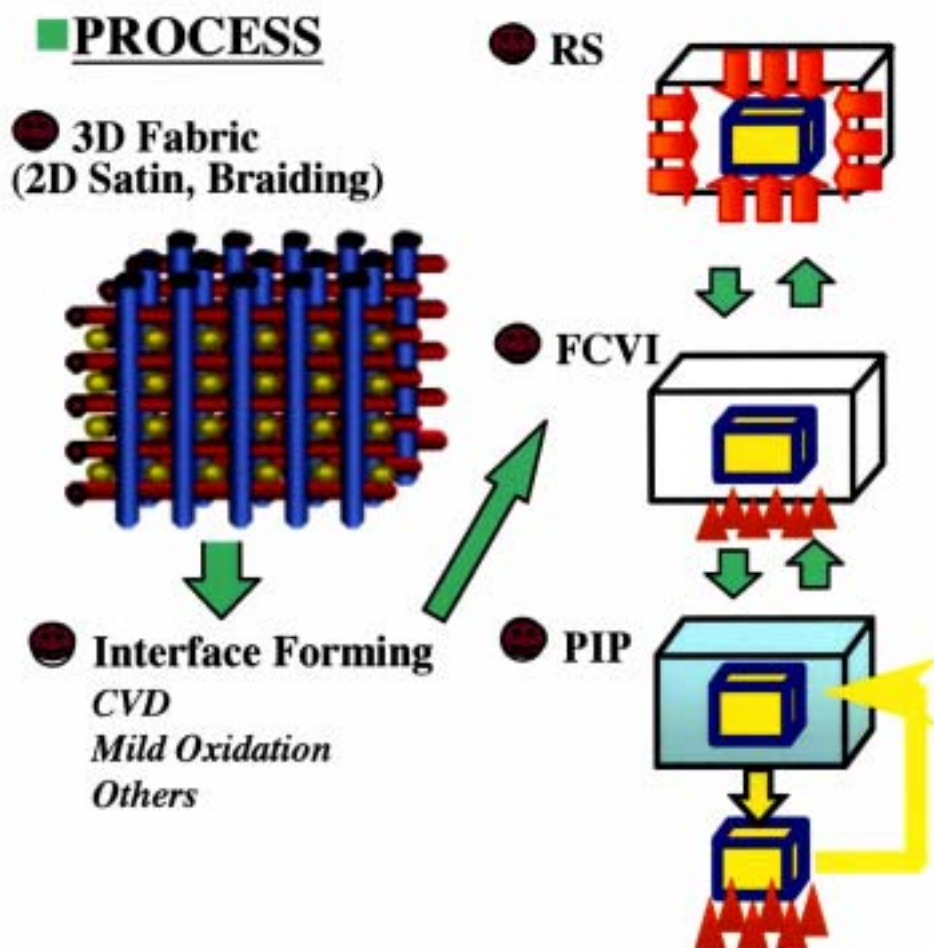 PROCESS
3D Fabric
(2D Satin, Braiding)
Interface Forming
CVD
Mild Oxidation
Others
RS
FCVI
PIP